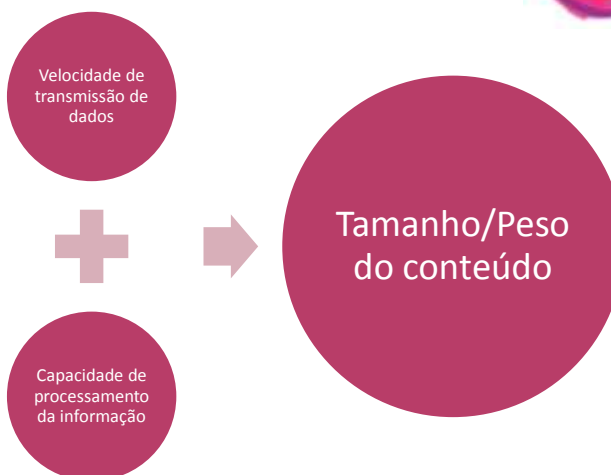 Velocidade de
transmissão de
dados
Capacidade de
processamento
da informação
Tamanho/Peso
do conteúdo